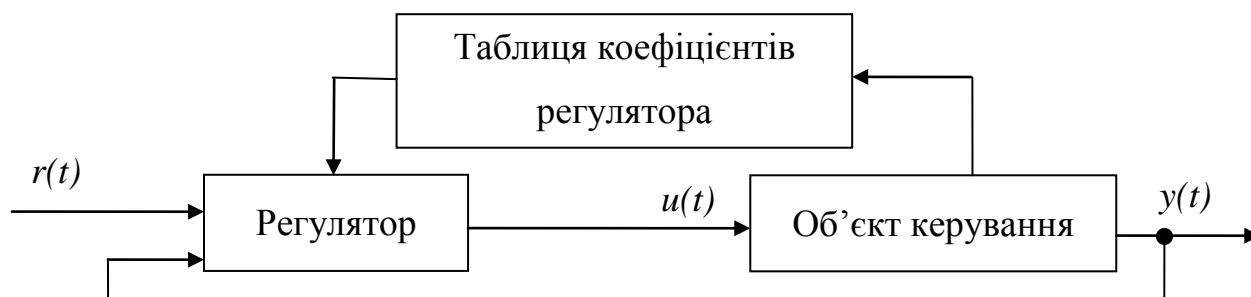 Таблиця коефіцієнтів
регулятора
r(t)
Регулятор
u(t)
Об’єкт керування
y(t)